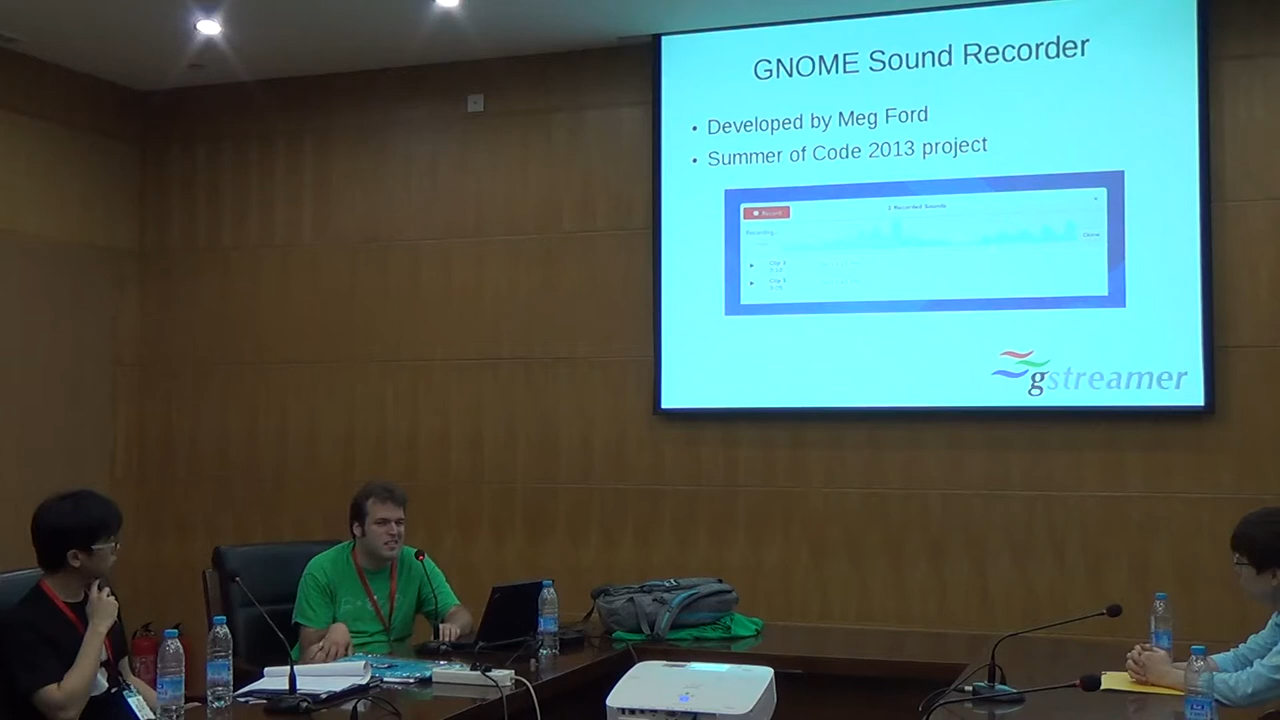 GNOME Sound Recorder
• Developed by Meg Ford
• Summer of Code 2013 project
Record
2 Recorded Sounds
Recording...
Done
Clip 3
Clip 1
gstreamer